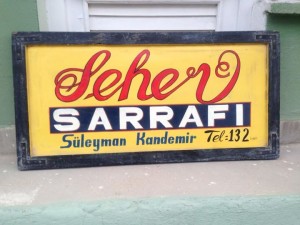 Seher
SARRAFI
Süleyman Kandemir Tel=132